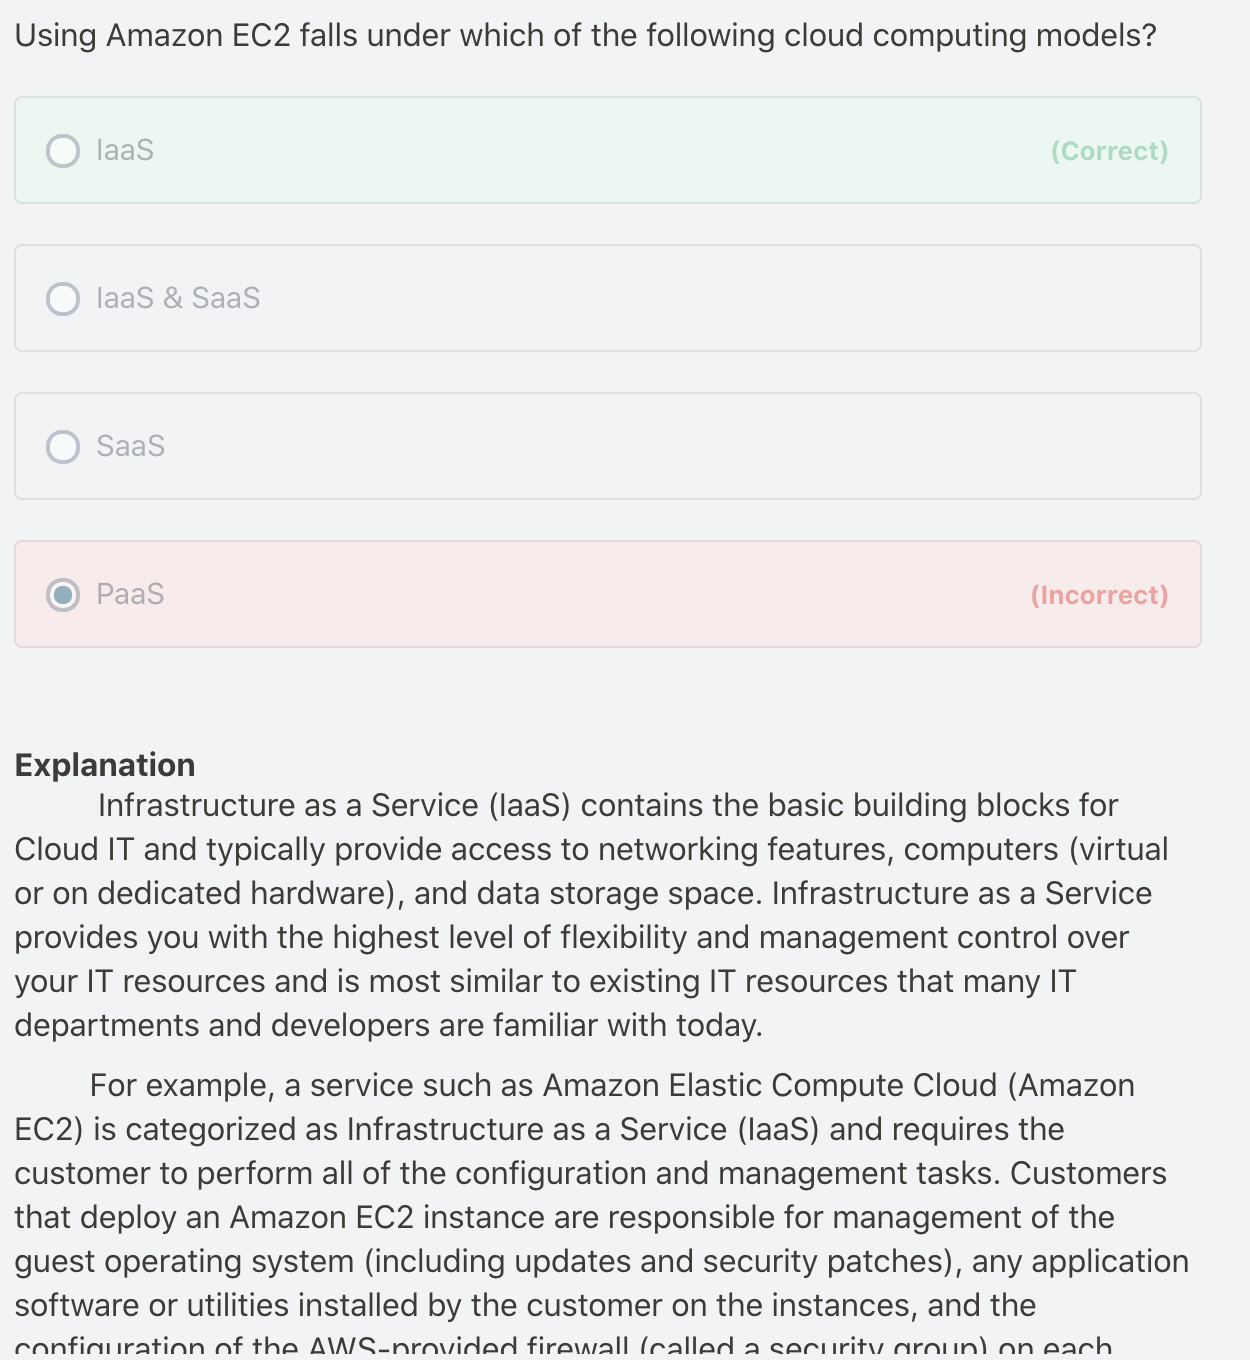 Using Amazon EC2 falls under which of the following cloud computing models?
IaaS
(Correct)
IaaS & SaaS
SaaS
PaaS
(Incorrect)
Explanation
Infrastructure as a Service (IaaS) contains the basic building blocks for
Cloud IT and typically provide access to networking features, computers (virtual
or on dedicated hardware), and data storage space. Infrastructure as a Service
provides you with the highest level of flexibility and management control over
your IT resources and is most similar to existing IT resources that many IT
departments and developers are familiar with today.
For example, a service such as Amazon Elastic Compute Cloud (Amazon
EC2) is categorized as Infrastructure as a Service (IaaS) and requires the
customer to perform all of the configuration and management tasks. Customers
that deploy an Amazon EC2 instance are responsible for management of the
guest operating system (including updates and security patches), any application
software or utilities installed by the customer on the instances, and the
configuration of the AWS-provided firewall (called a security group) on each